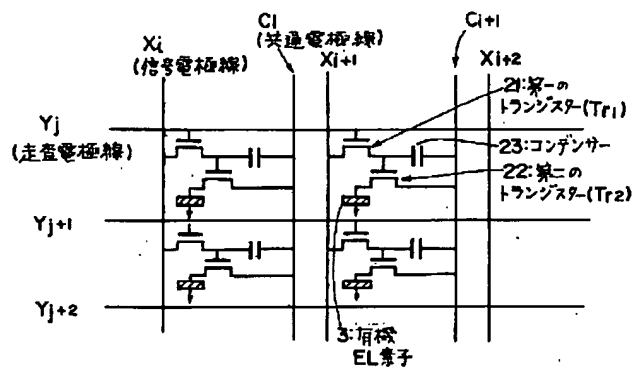 Xi
(信号電極線)
Ci
(共通電極線)
Xi+1
Ci+1
Xi+2
21:第一の
トランジスター(Tr1)
23:コンデンサー
22:第二の
トランジスター(Tr2)
Yj
(走査電極線)
Yj+1
Yj+2
3:有機
EL素子